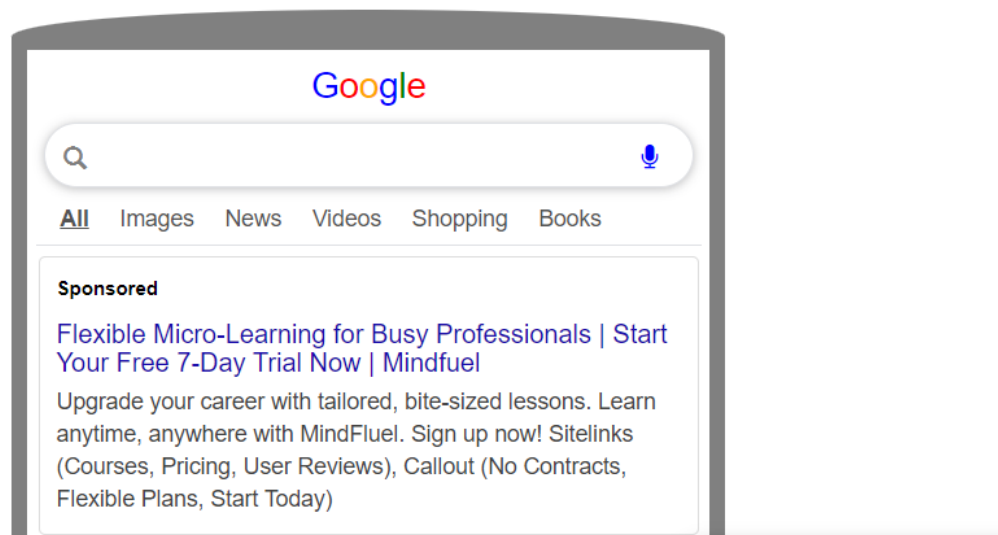 Google
All Images News Videos Shopping Books
Sponsored
Flexible Micro-Learning for Busy Professionals | Start
Your Free 7-Day Trial Now | Mindfuel
Upgrade your career with tailored, bite-sized lessons. Learn
anytime, anywhere with MindFluel. Sign up now! Sitelinks
(Courses, Pricing, User Reviews), Callout (No Contracts,
Flexible Plans, Start Today)